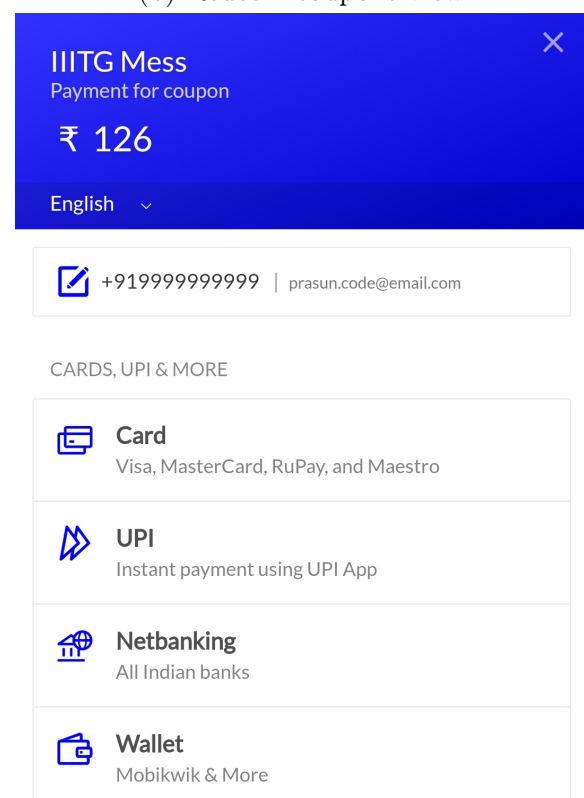 IIITG Mess
Payment for coupon
₹ 126
English
+919999999999 | prasun.code@email.com
CARDS, UPI & MORE
Card
Visa, MasterCard, RuPay, and Maestro
UPI
Instant payment using UPI App
Netbanking
All Indian banks
Wallet
Mobikwik & More